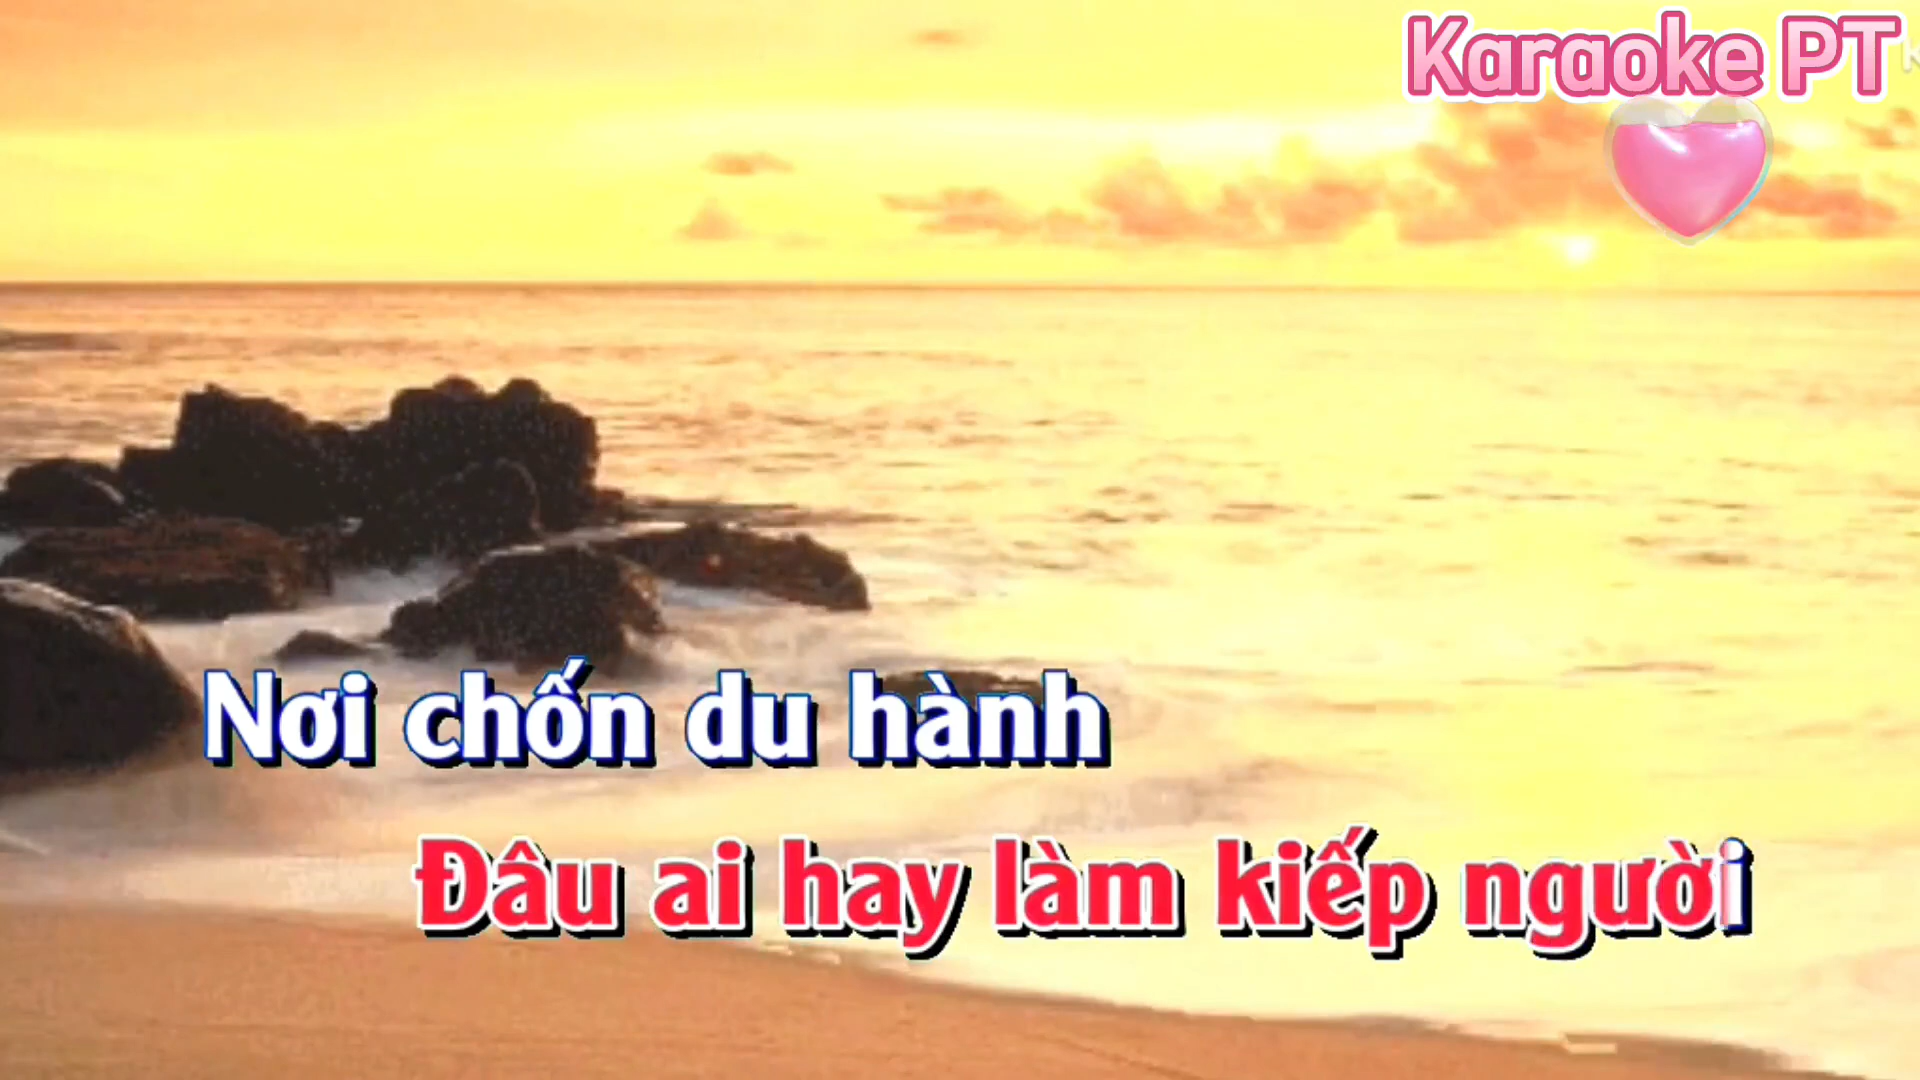 Karaoke PT
Nơi chốn du hành
Đâu ai hay làm kiếp người